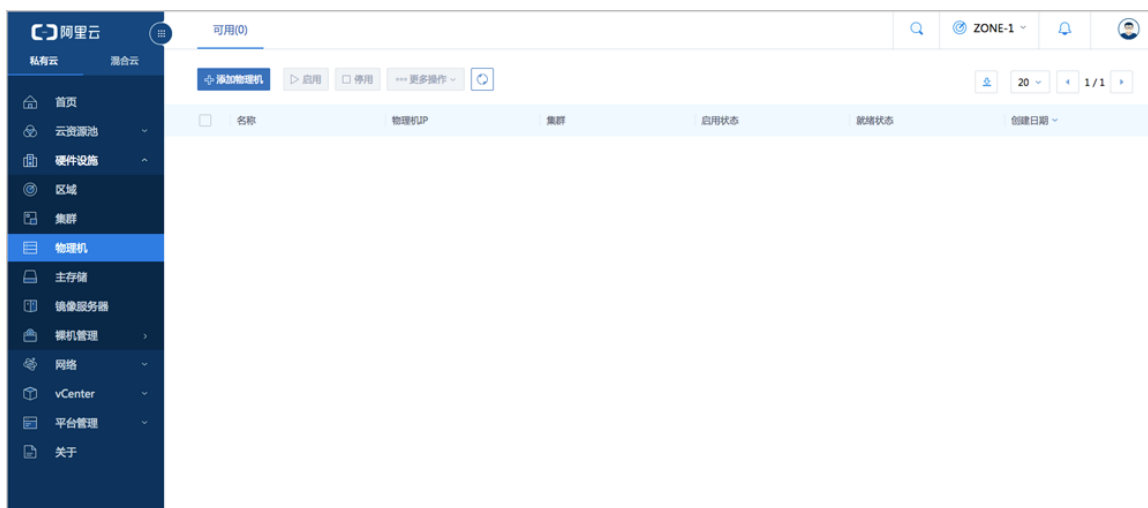 阿里云
私有云 混合云
首页
云资源池
硬件设施
区域
集群
物理机
主存储
镜像服务器
裸机管理
网络
vCenter
平台管理
关于
可用(0)
ZONE-1
添加物理机 启用 停用 更多操作
20 1 / 1
名称 物理机IP 集群 启用状态 就绪状态 创建日期